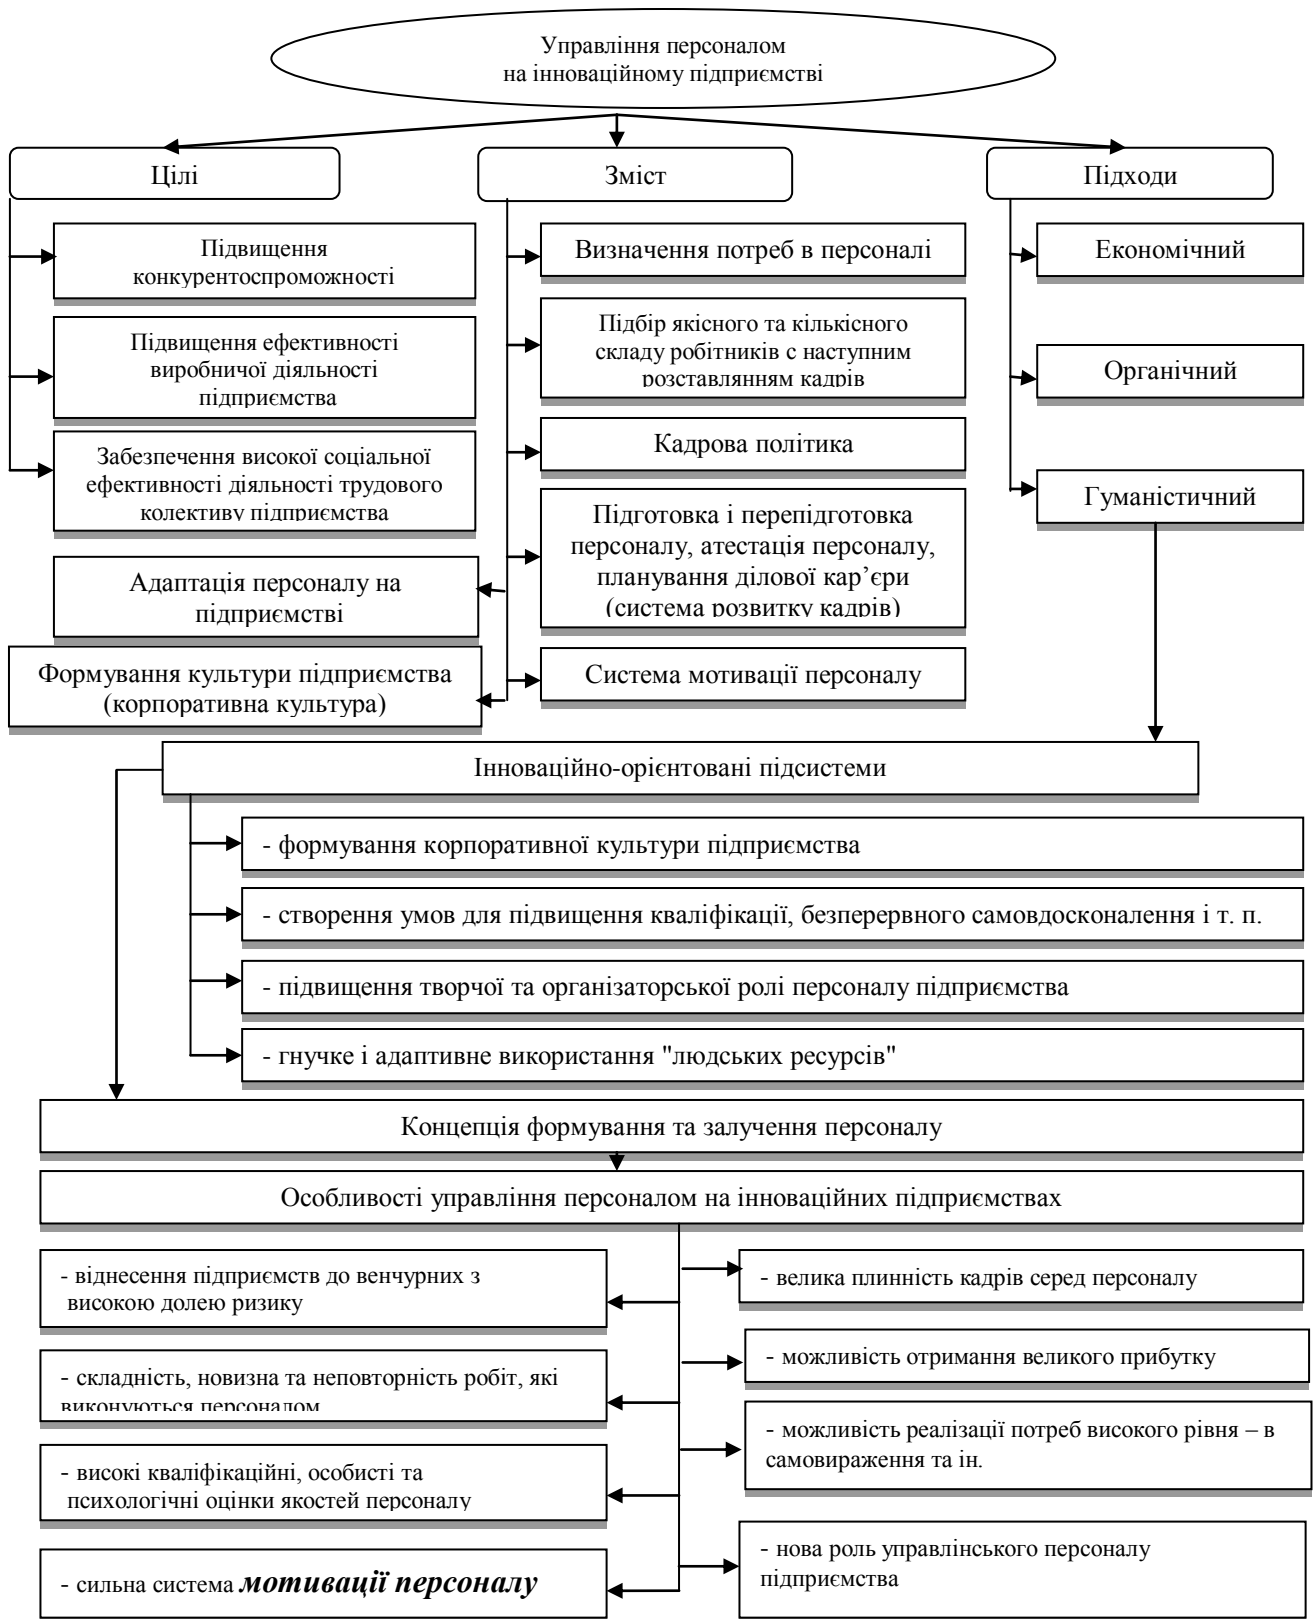 Управління персоналом
на інноваційному підприємстві
Цілі
Зміст
Підходи
Підвищення
конкурентоспроможності
Підвищення ефективності
виробничої діяльності
підприємства
Забезпечення високої соціальної
ефективності діяльності трудового
колективу підприємства
Адаптація персоналу на
підприємстві
Формування культури підприємства
(корпоративна культура)
Визначення потреб в персоналі
Підбір якісного та кількісного
складу робітників с наступним
розставлянням кадрів
Кадрова політика
Підготовка і перепідготовка
персоналу, атестація персоналу,
планування ділової кар’єри
(система розвитку кадрів)
Система мотивації персоналу
Економічний
Органічний
Гуманістичний
Інноваційно-орієнтовані підсистеми
- формування корпоративної культури підприємства
- створення умов для підвищення кваліфікації, безперервного самовдосконалення і т. п.
- підвищення творчої та організаторської ролі персоналу підприємства
- гнучке і адаптивне використання "людських ресурсів"
Концепція формування та залучення персоналу
Особливості управління персоналом на інноваційних підприємствах
- віднесення підприємств до венчурних з
високою долею ризику
- складність, новизна та неповторність робіт, які
виконуються персоналом
- високі кваліфікаційні, особисті та
психологічні оцінки якостей персоналу
- сильна система мотивації персоналу
- велика плинність кадрів серед персоналу
- можливість отримання великого прибутку
- можливість реалізації потреб високого рівня – в
самовираження та ін.
- нова роль управлінського персоналу
підприємства